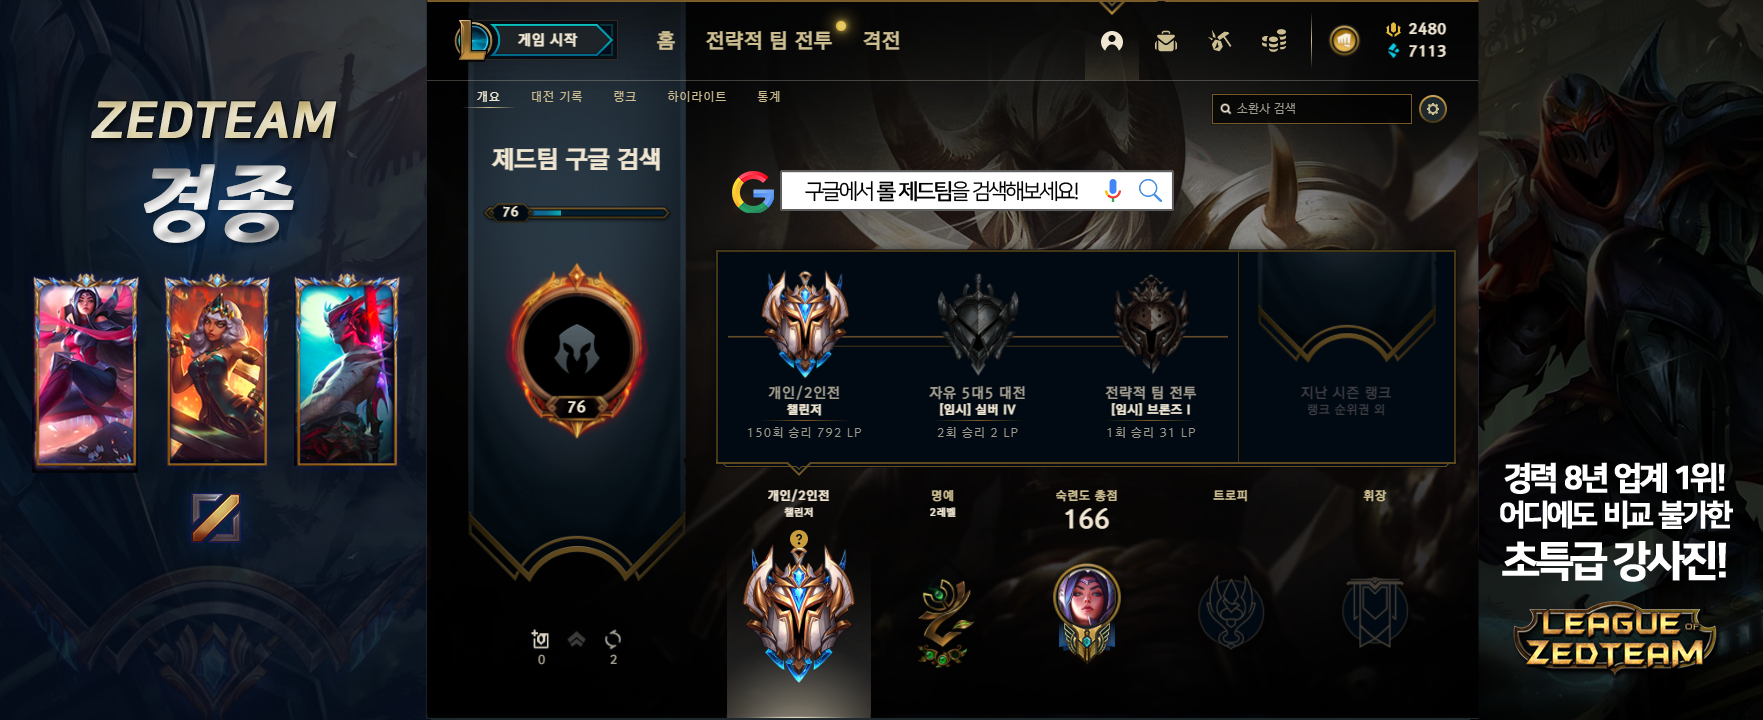 ZEDTEAM
경종
게임 시작
홈
전략적 팀 전투
격전
2480
7113
개요
대전 기록
랭크
하이라이트
통계
소환사 검색
제드팀 구글 검색
76
76
0
2
구글에서 롤 제드팀을 검색해보세요!
개인/2인전
챌린저
150회 승리 792 LP
자유 5대5 대전
[임시] 실버 IV
2회 승리 2 LP
전략적 팀 전투
[임시] 브론즈 I
1회 승리 31 LP
지난 시즌 랭크
랭크 순위권 외
개인/2인전
챌린저
?
명예
2레벨
숙련도 총점
166
트로피
휘장
경력 8년 업계 1위!
어디에도 비교 불가한
초특급 강사진!
LEAGUE OF
ZEDTEAM